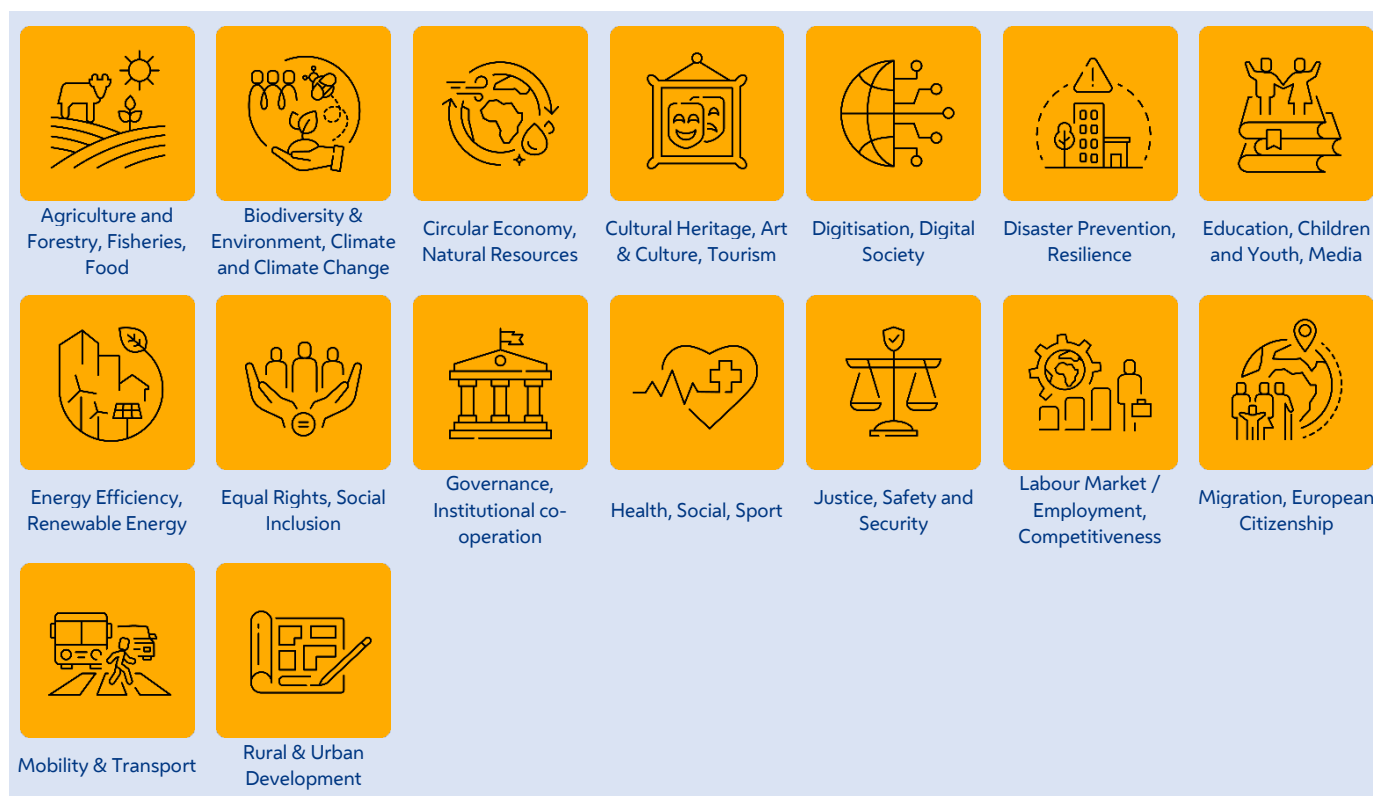 Agriculture and
Forestry, Fisheries,
Food
Biodiversity &
Environment, Climate
and Climate Change
Circular Economy,
Natural Resources
Cultural Heritage, Art
& Culture, Tourism
Digitisation, Digital
Society
Disaster Prevention,
Resilience
Education, Children
and Youth, Media
Energy Efficiency,
Renewable Energy
Equal Rights, Social
Inclusion
Governance,
Institutional co-
operation
Health, Social, Sport
Justice, Safety and
Security
Labour Market /
Employment,
Competitiveness
Migration, European
Citizenship
Mobility & Transport
Rural & Urban
Development